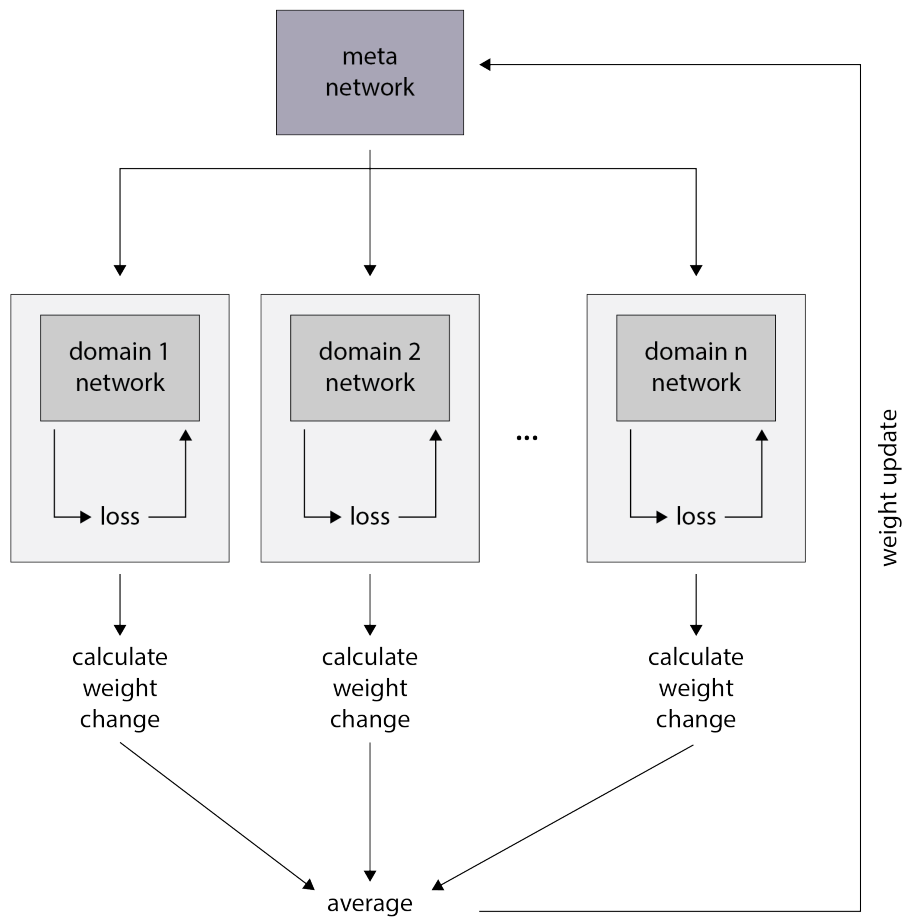 meta
network
domain 1
network
domain 2
network
domain n
network
...
loss
loss
loss
weight update
calculate
weight
change
calculate
weight
change
calculate
weight
change
average